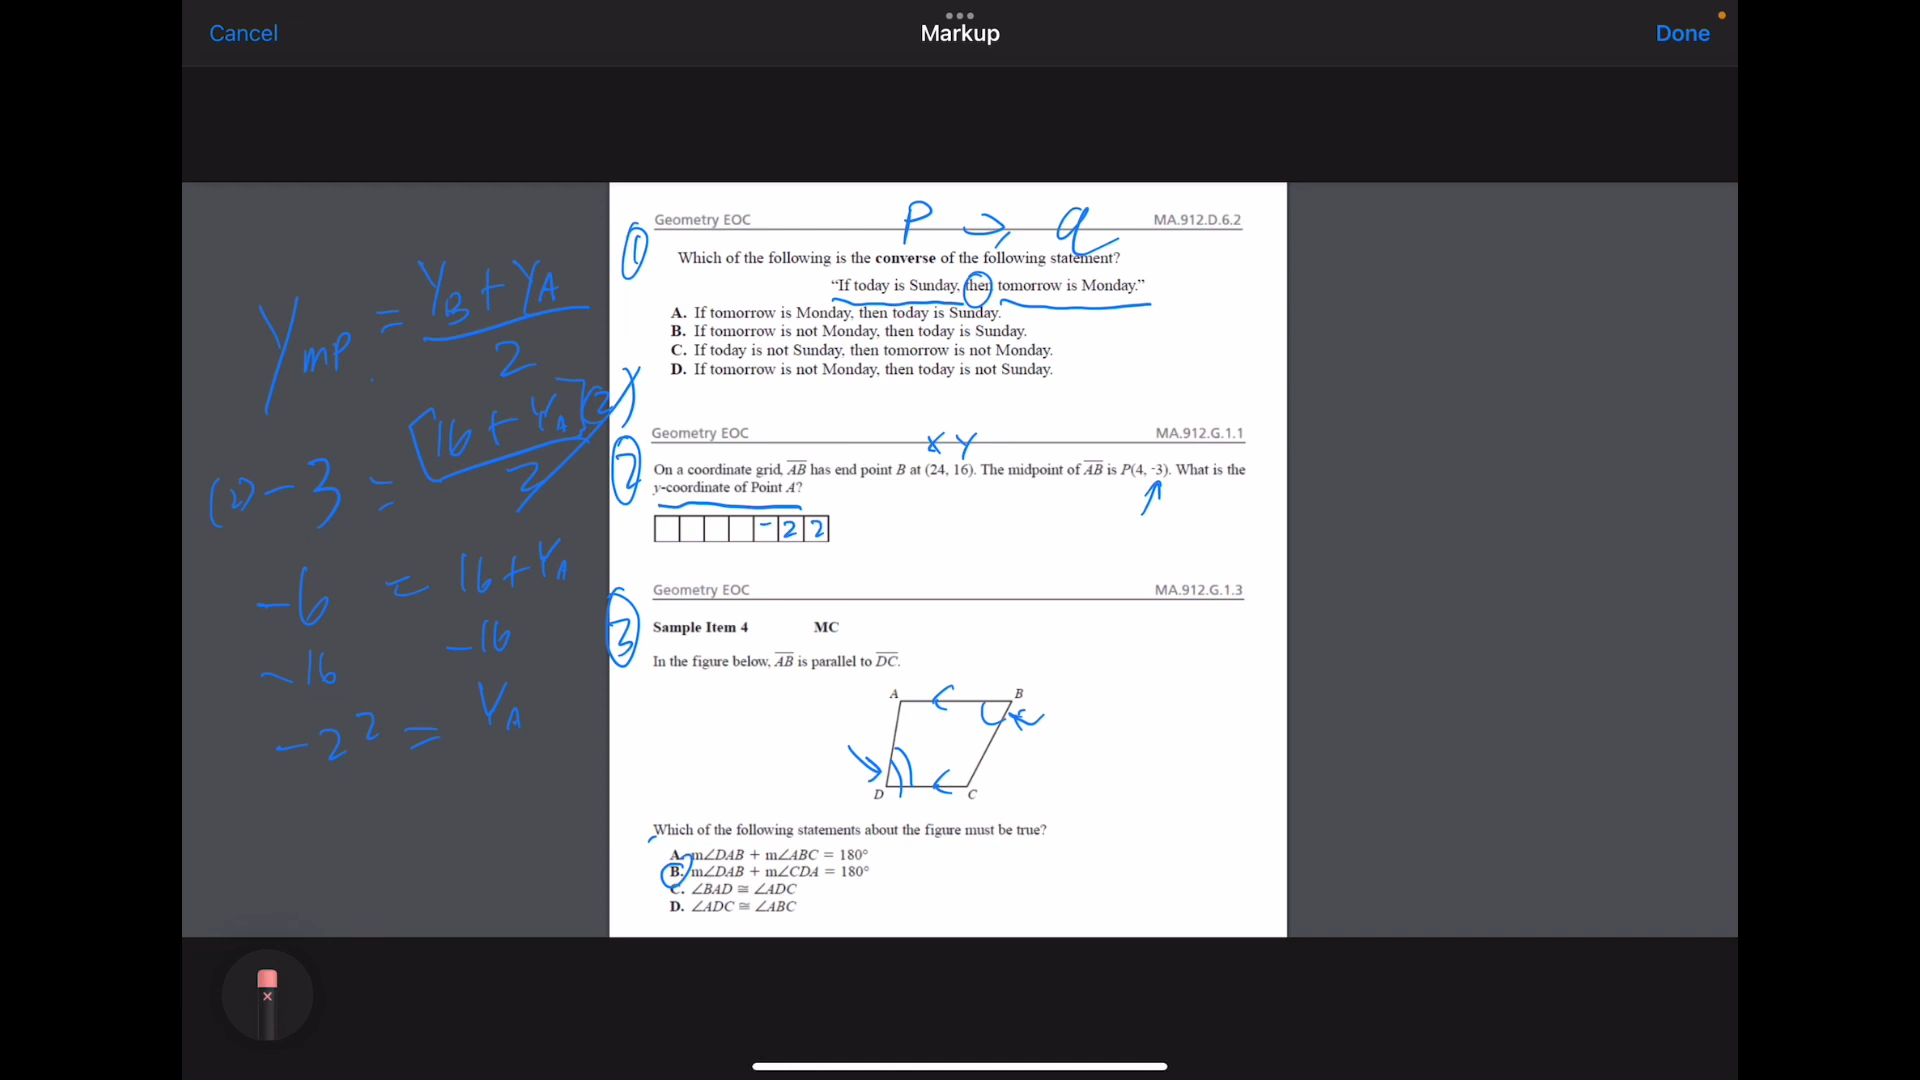 Cancel
Markup
Done
Geometry EOC
MA.912.D.6.2
P → q
①
Which of the following is the converse of the following statement?
“If today is Sunday, then tomorrow is Monday.”
A. If tomorrow is Monday, then today is Sunday.
B. If tomorrow is not Monday, then today is Sunday.
C. If today is not Sunday, then tomorrow is not Monday.
D. If tomorrow is not Monday, then today is not Sunday.
Geometry EOC
MA.912.G.1.1
X Y
②
On a coordinate grid, AB has end point B at (24, 16). The midpoint of AB is P(4, -3). What is the
y-coordinate of Point A?
- 2 2
Geometry EOC
MA.912.G.1.3
③
Sample Item 4 MC
In the figure below, AB is parallel to DC.
A B
D C
Which of the following statements about the figure must be true?
A. m∠DAB + m∠ABC = 180°
B. m∠DAB + m∠CDA = 180°
C. ∠BAD ≅ ∠ADC
D. ∠ADC ≅ ∠ABC
Y MP = Y B + Y A
2
(2) -3 = [16 + Y A] (2)
2
-6 = 16 + Y A
-16 -16
-22 = Y A